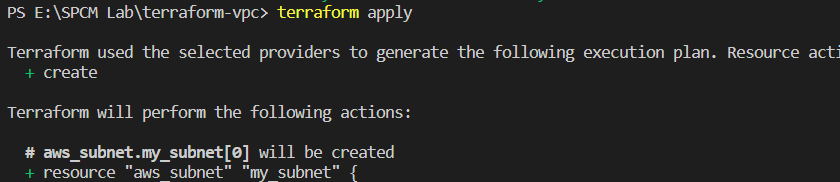 PS E:\SPCM Lab\terraform-vpc> terraform apply
Terraform used the selected providers to generate the following execution plan. Resource acti
+ create
Terraform will perform the following actions:
# aws_subnet.my_subnet[0] will be created
+ resource "aws_subnet" "my_subnet" {